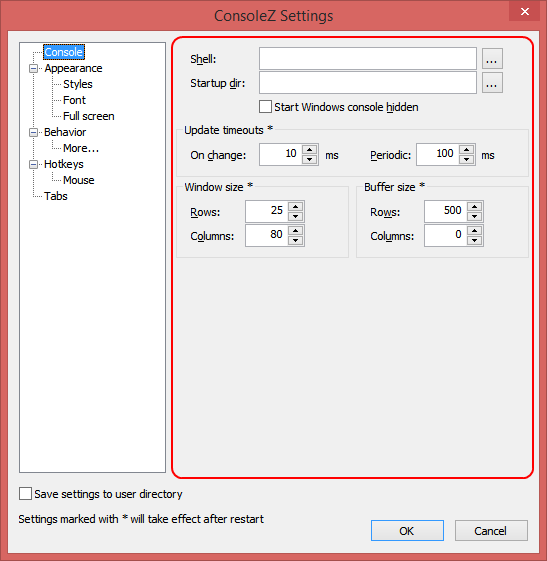 ConsoleZ Settings
Console
Appearance
Styles
Font
Full screen
Behavior
More...
Hotkeys
Mouse
Tabs
Shell: ...
Startup dir: ...
Start Windows console hidden
Update timeouts *
On change: 10 ms Periodic: 100 ms
Window size *
Rows: 25
Columns: 80
Buffer size *
Rows: 500
Columns: 0
Save settings to user directory
Settings marked with * will take effect after restart
OK Cancel